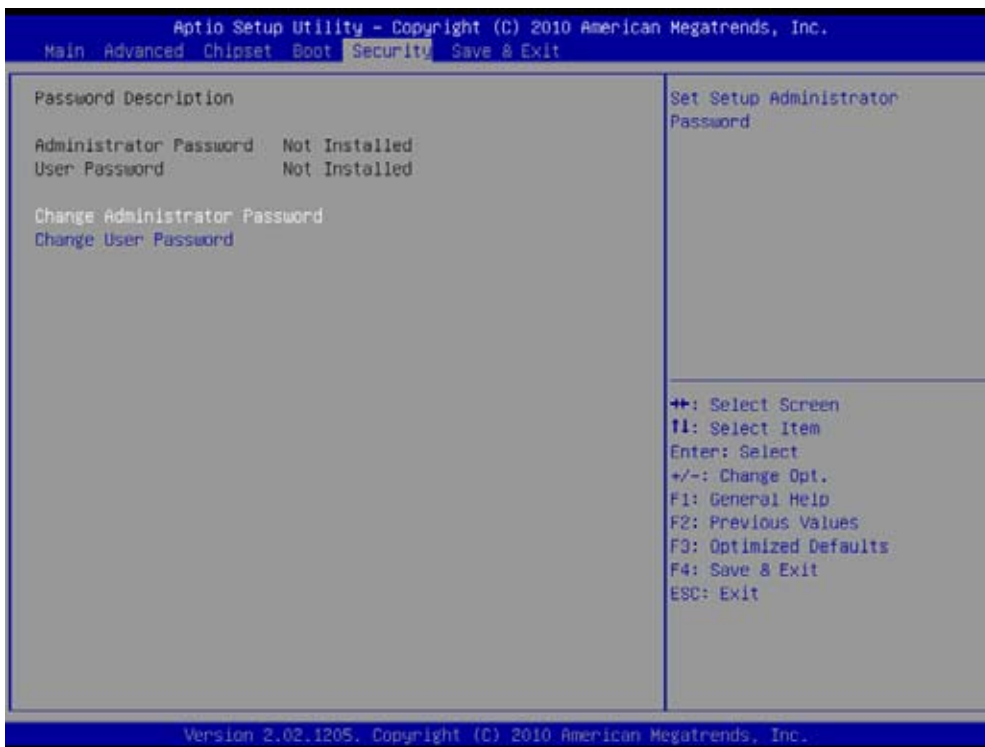 Aptio Setup Utility – Copyright (C) 2010 American Megatrends, Inc.
Main Advanced Chipset Boot Security Save & Exit
Password Description
Administrator Password Not Installed
User Password Not Installed
Change Administrator Password
Change User Password
Set Setup Administrator
Password
→←: Select Screen
↑↓: Select Item
Enter: Select
+/-: Change Opt.
F1: General Help
F2: Previous Values
F3: Optimized Defaults
F4: Save & Exit
ESC: Exit
Version 2.02.1205. Copyright (C) 2010 American Megatrends, Inc.